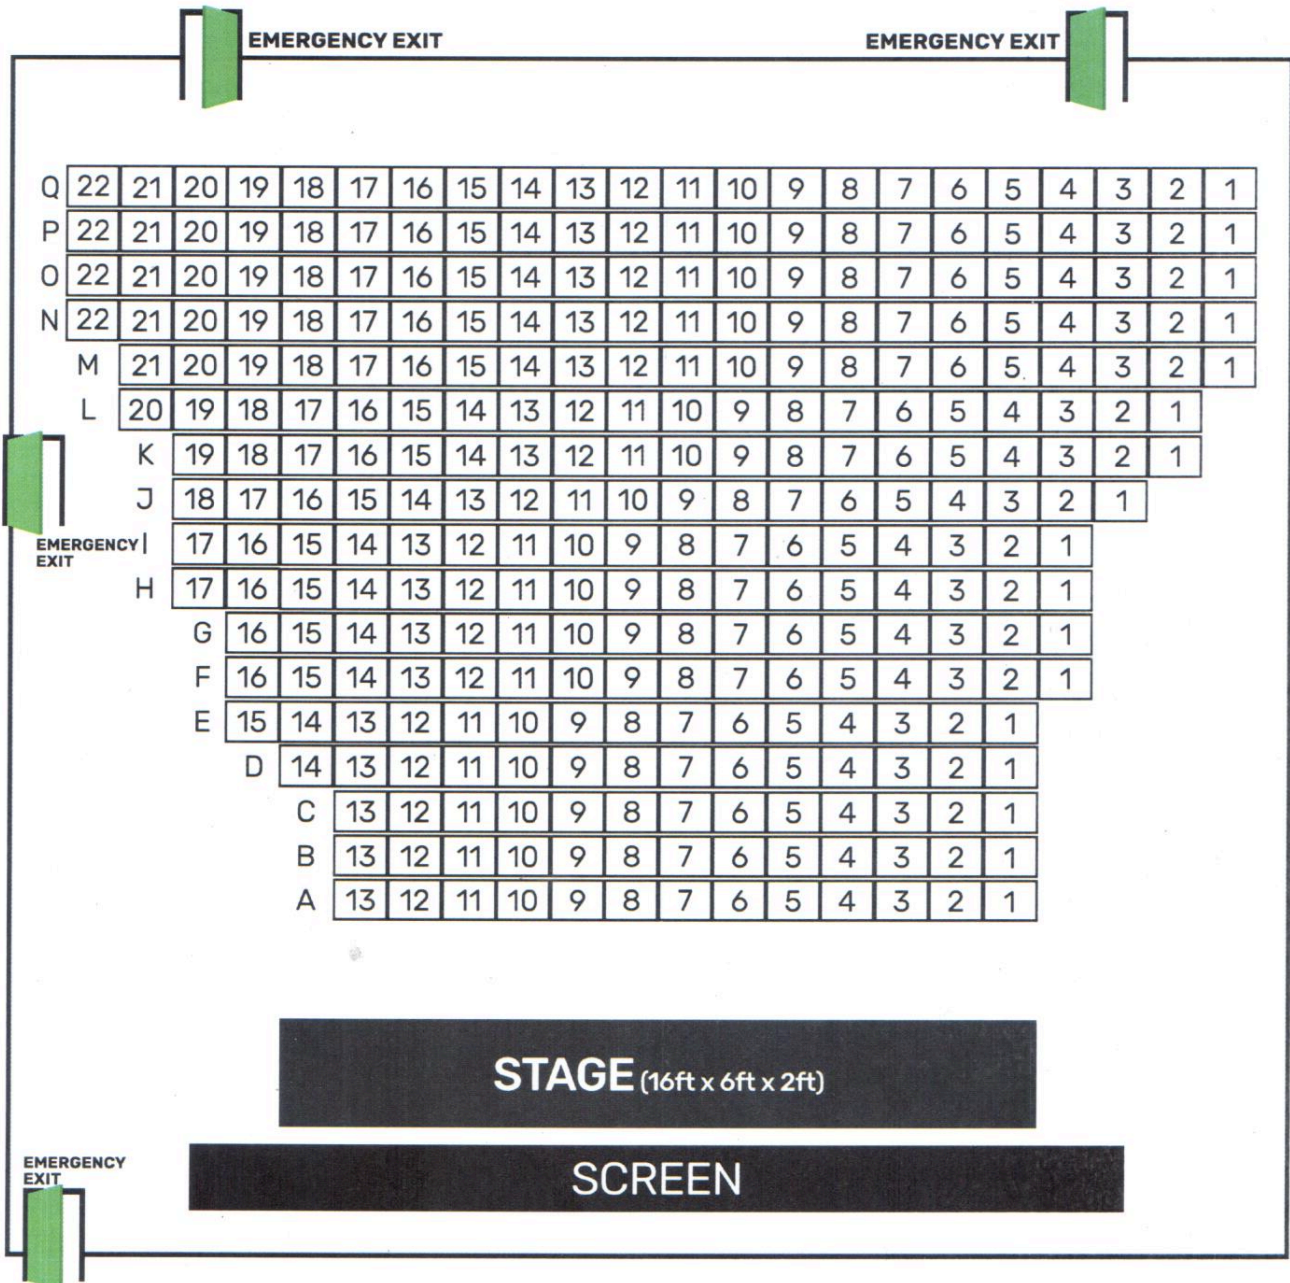 EMERGENCY EXIT
EMERGENCY EXIT
Q 22 21 20 19 18 17 16 15 14 13 12 11 10 9 8 7 6 5 4 3 2 1
P 22 21 20 19 18 17 16 15 14 13 12 11 10 9 8 7 6 5 4 3 2 1
O 22 21 20 19 18 17 16 15 14 13 12 11 10 9 8 7 6 5 4 3 2 1
N 22 21 20 19 18 17 16 15 14 13 12 11 10 9 8 7 6 5 4 3 2 1
M 21 20 19 18 17 16 15 14 13 12 11 10 9 8 7 6 5 4 3 2 1
L 20 19 18 17 16 15 14 13 12 11 10 9 8 7 6 5 4 3 2 1
K 19 18 17 16 15 14 13 12 11 10 9 8 7 6 5 4 3 2 1
J 18 17 16 15 14 13 12 11 10 9 8 7 6 5 4 3 2 1
EMERGENCY
EXIT
I 17 16 15 14 13 12 11 10 9 8 7 6 5 4 3 2 1
H 17 16 15 14 13 12 11 10 9 8 7 6 5 4 3 2 1
G 16 15 14 13 12 11 10 9 8 7 6 5 4 3 2 1
F 16 15 14 13 12 11 10 9 8 7 6 5 4 3 2 1
E 15 14 13 12 11 10 9 8 7 6 5 4 3 2 1
D 14 13 12 11 10 9 8 7 6 5 4 3 2 1
C 13 12 11 10 9 8 7 6 5 4 3 2 1
B 13 12 11 10 9 8 7 6 5 4 3 2 1
A 13 12 11 10 9 8 7 6 5 4 3 2 1
STAGE (16ft x 6ft x 2ft)
EMERGENCY
EXIT
SCREEN